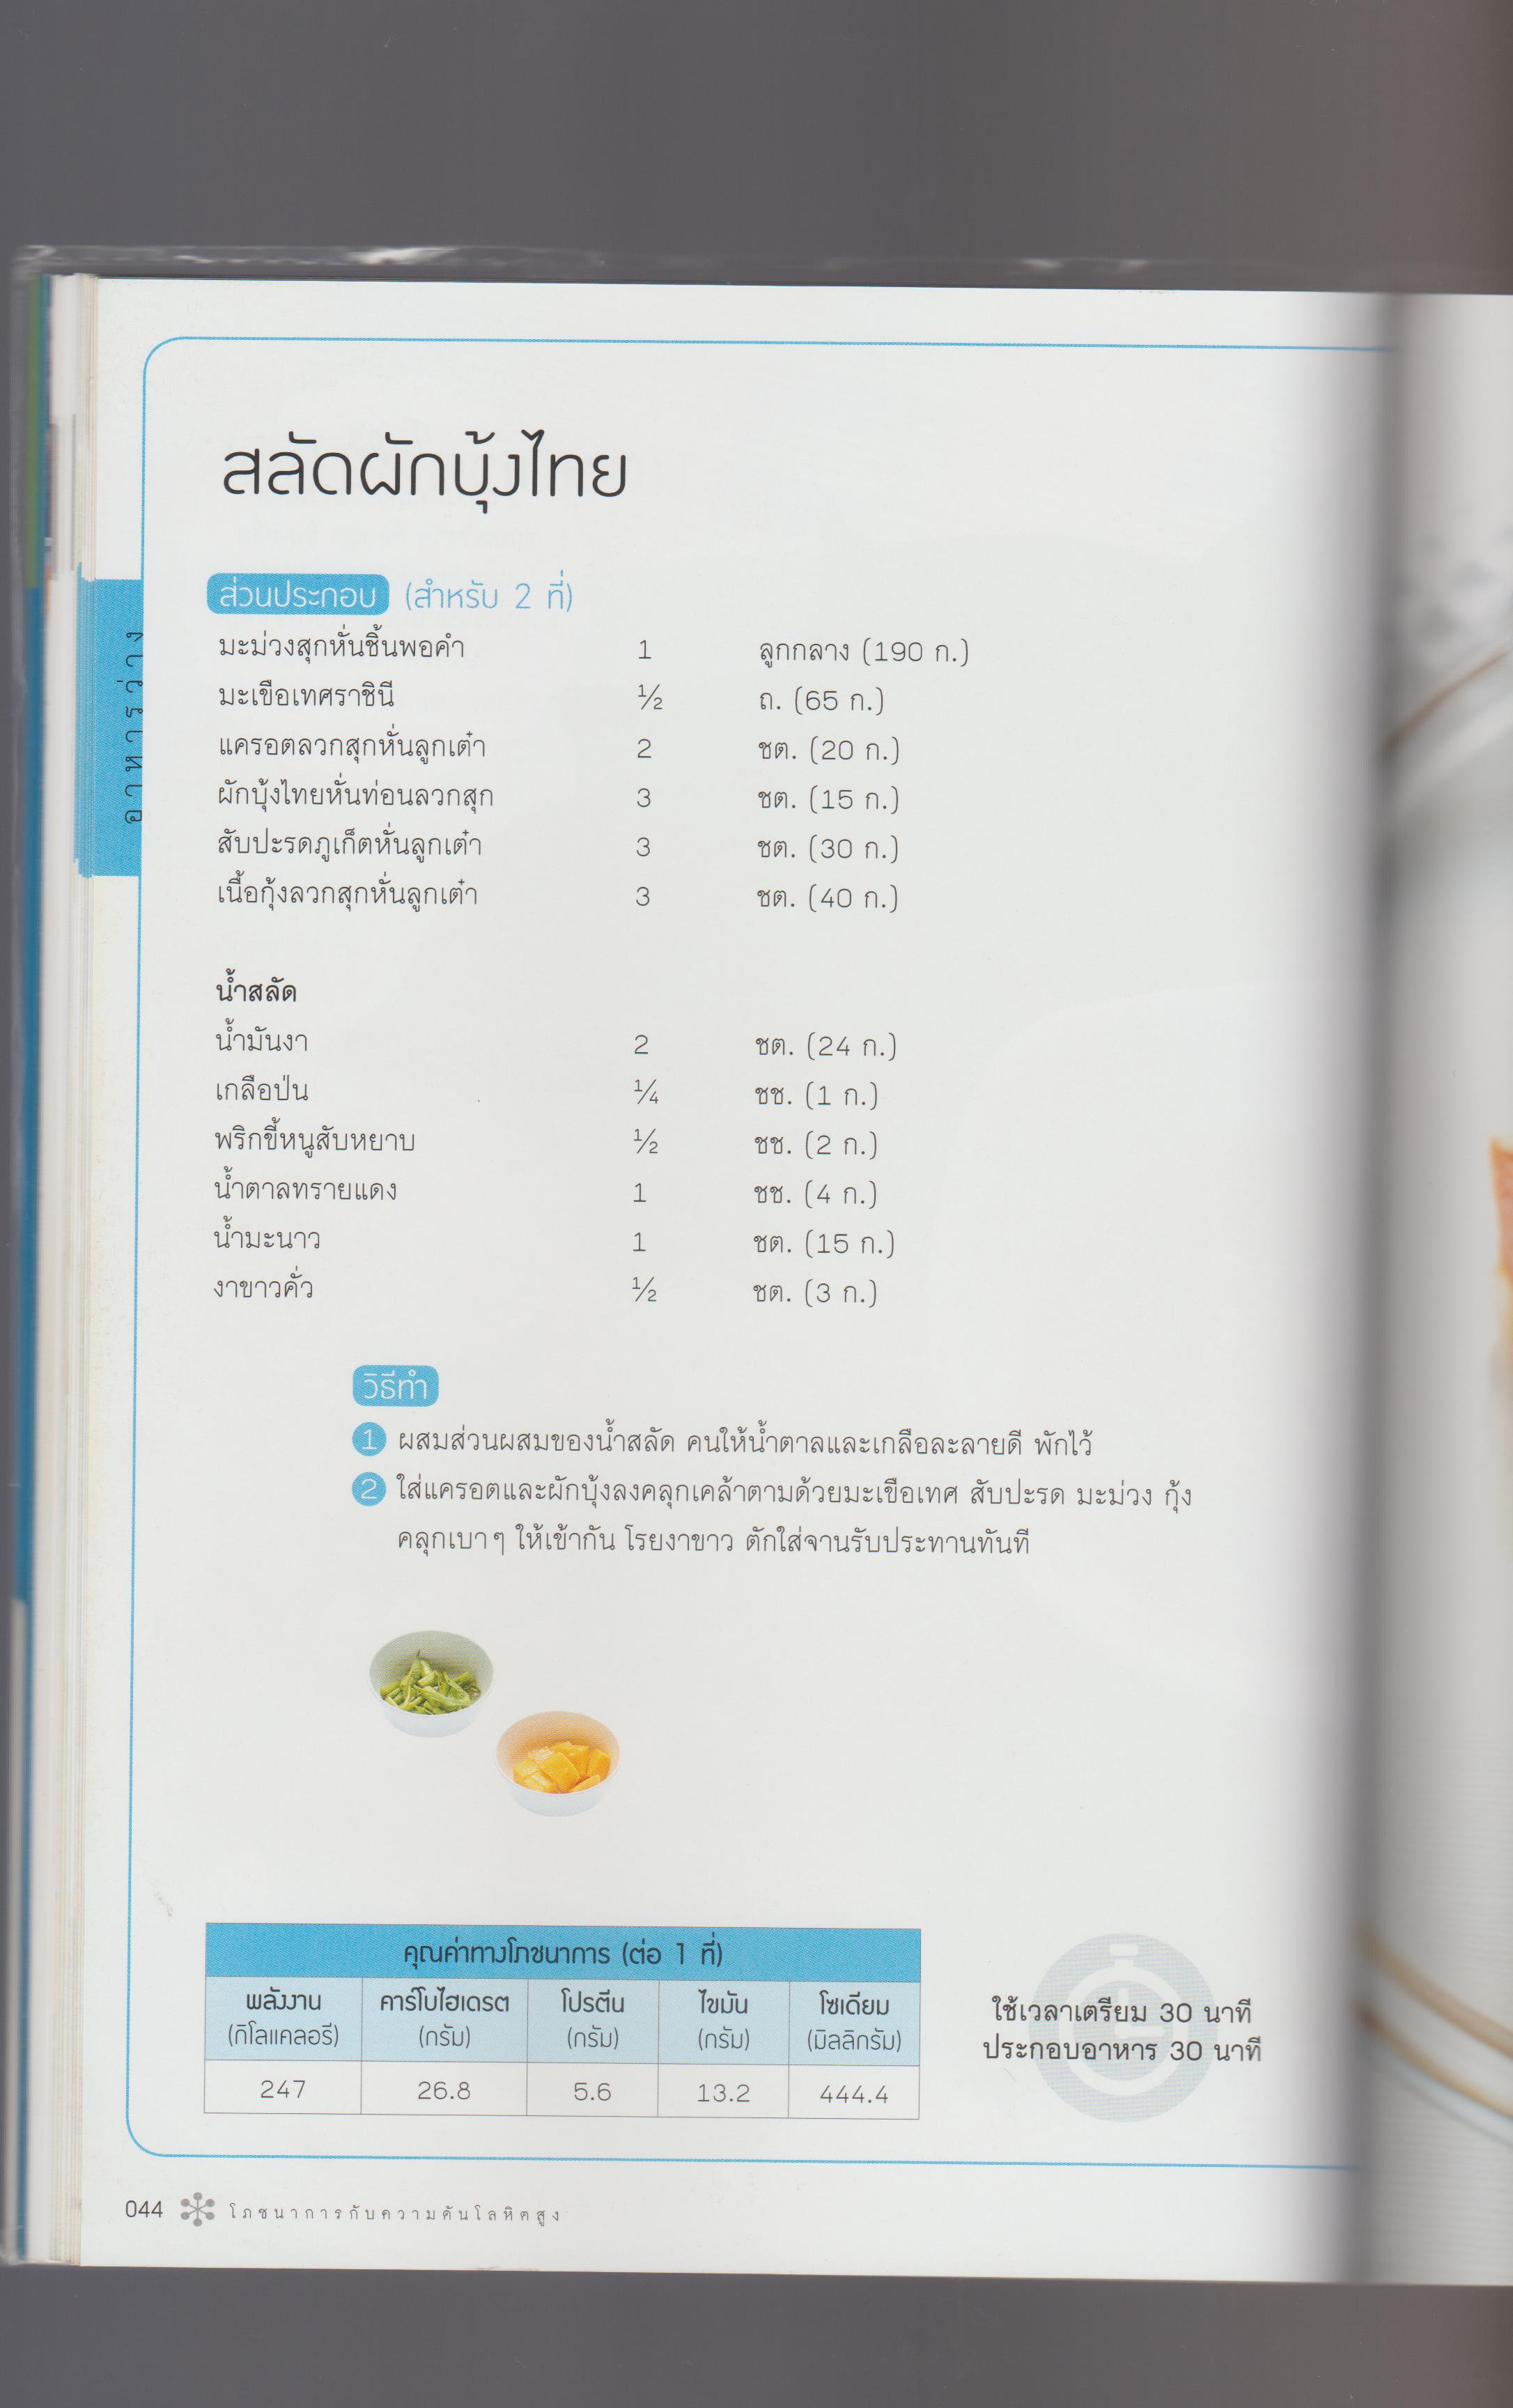 สลัดผักบุ้งไทย
ส่วนประกอบ (สำหรับ 2 ที่)
มะม่วงสุกหั่นชิ้นพอคำ 1 ลูกกลาง (190 ก.)
มะเขือเทศราชินี ½ ถ. (65 ก.)
แครอตลวกสุกหั่นลูกเต๋า 2 ชต. (20 ก.)
ผักบุ้งไทยหั่นท่อนลวกสุก 3 ชต. (15 ก.)
สับปะรดภูเก็ตหั่นลูกเต๋า 3 ชต. (30 ก.)
เนื้อกุ้งลวกสุกหั่นลูกเต๋า 3 ชต. (40 ก.)
น้ำสลัด
น้ำมันงา 2 ชต. (24 ก.)
เกลือป่น ¼ ชช. (1 ก.)
พริกขี้หนูสับหยาบ ½ ชช. (2 ก.)
น้ำตาลทรายแดง 1 ชช. (4 ก.)
น้ำมะนาว 1 ชต. (15 ก.)
งาขาวคั่ว ½ ชต. (3 ก.)
วิธีทำ
1 ผสมส่วนผสมของน้ำสลัด คนให้น้ำตาลและเกลือละลายดี พักไว้
2 ใส่แครอตและผักบุ้งลงคลุกเคล้าตามด้วยมะเขือเทศ สับปะรด มะม่วง กุ้ง
คลุกเบาๆ ให้เข้ากัน โรยงาขาว ตักใส่จานรับประทานทันที
คุณค่าทางโภชนาการ (ต่อ 1 ที่)
พลังงาน คาร์โบไฮเดรต โปรตีน ไขมัน โซเดียม
(กิโลแคลอรี) (กรัม) (กรัม) (กรัม) (มิลลิกรัม)
247 26.8 5.6 13.2 444.4
ใช้เวลาเตรียม 30 นาที
ประกอบอาหาร 30 นาที
อาหารว่าง
044 โภชนาการกับความดันโลหิตสูง